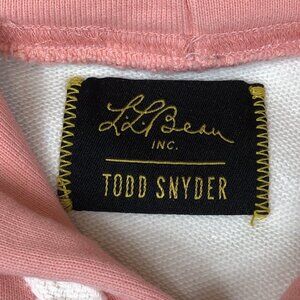 L.L.Bean
INC.
TODD SNYDER